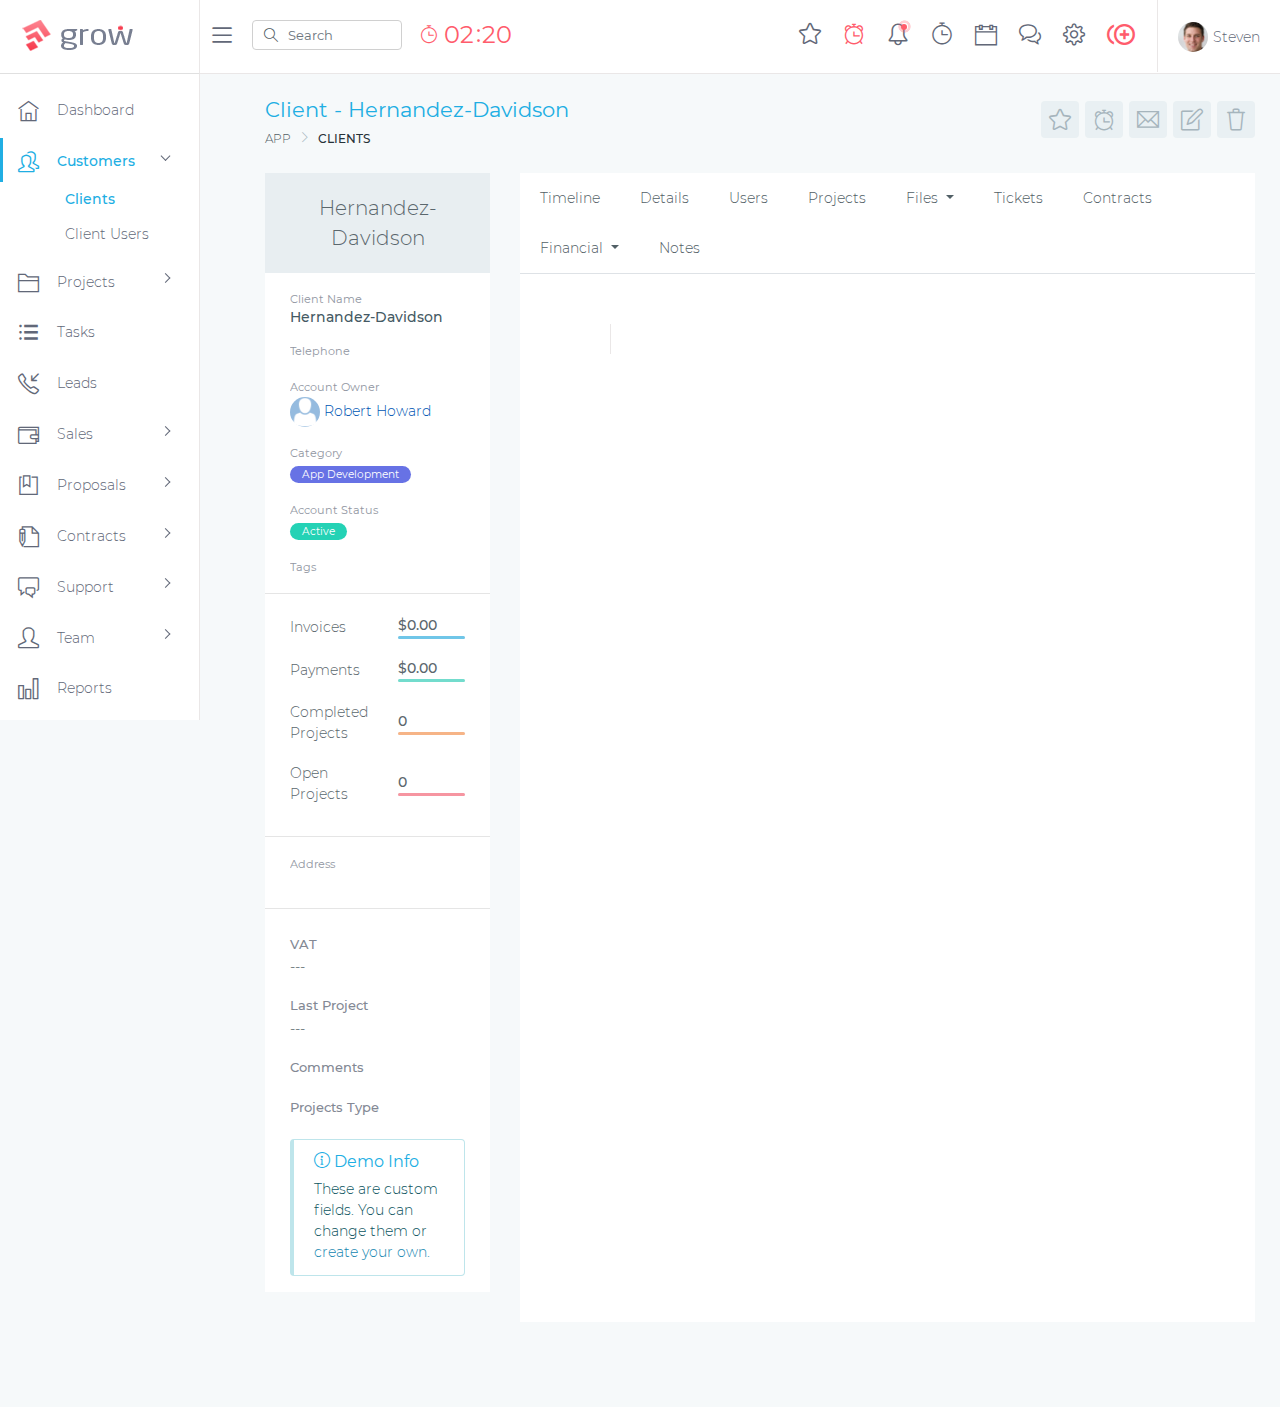 grow
Search
02:20
Steven
Dashboard
Customers
Clients
Client Users
Projects
Tasks
Leads
Sales
Proposals
Contracts
Support
Team
Reports
Client - Hernandez-Davidson
APP
CLIENTS
Hernandez-
Davidson
Client Name
Hernandez-Davidson
Telephone
Account Owner
Robert Howard
Category
App Development
Account Status
Active
Tags
Invoices
$0.00
Payments
$0.00
Completed
Projects
0
Open
Projects
0
Address
VAT
---
Last Project
---
Comments
Projects Type
Demo Info
These are custom
fields. You can
change them or
create your own.
Timeline
Details
Users
Projects
Files
Tickets
Contracts
Financial
Notes